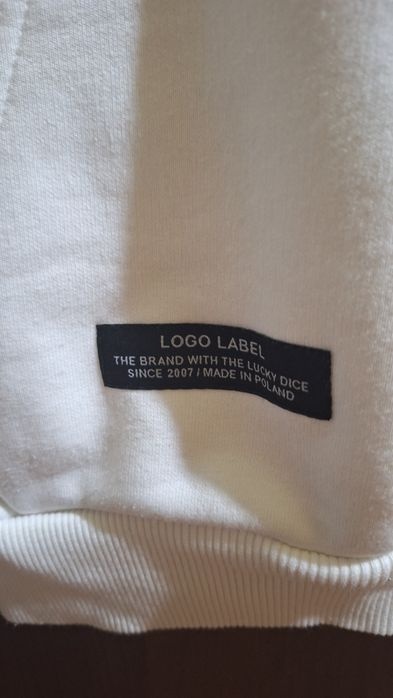 LOGO LABEL
THE BRAND WITH THE LUCKY DICE
SINCE 2007 / MADE IN POLAND